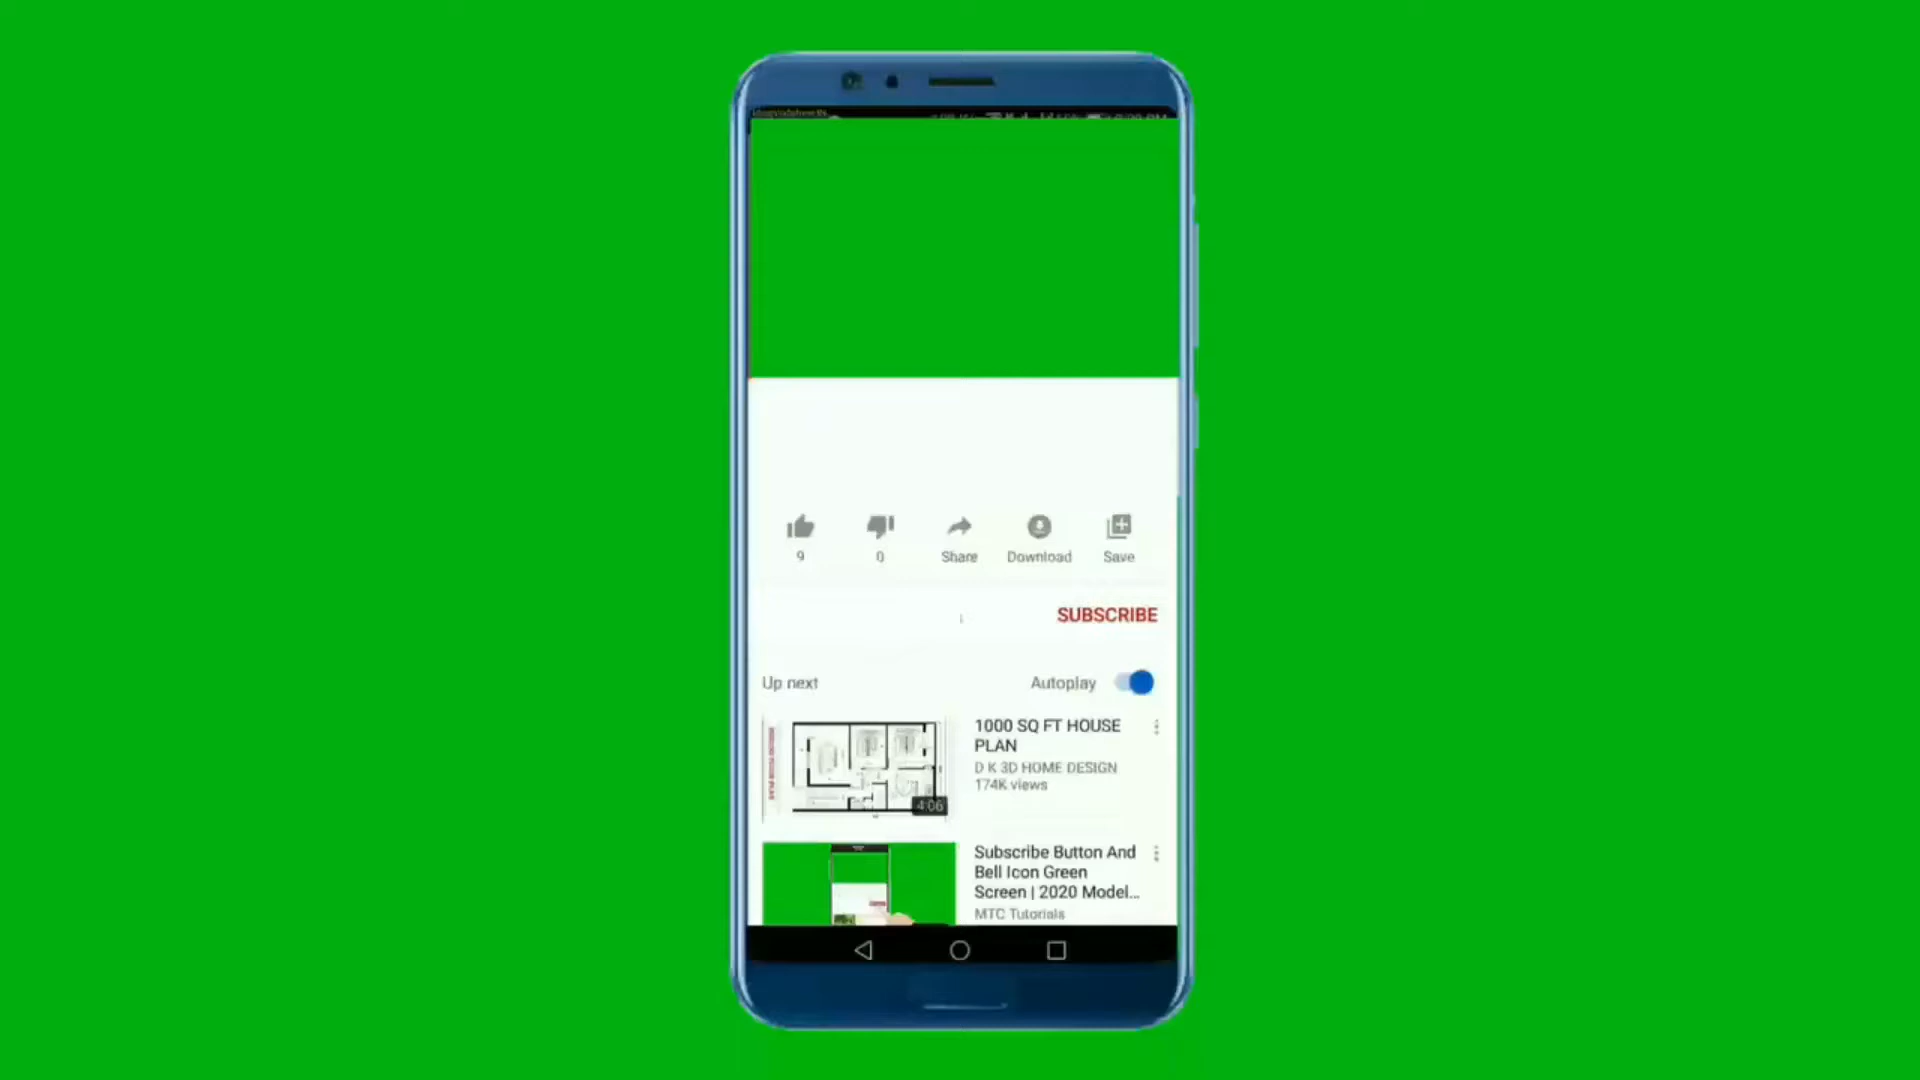 9
0
Share
Download
Save
SUBSCRIBE
Up next
Autoplay
1000 SQ FT HOUSE
PLAN
D K 3D HOME DESIGN
174K views
4:06
Subscribe Button And
Bell Icon Green
Screen | 2020 Model...
MTC Tutorials